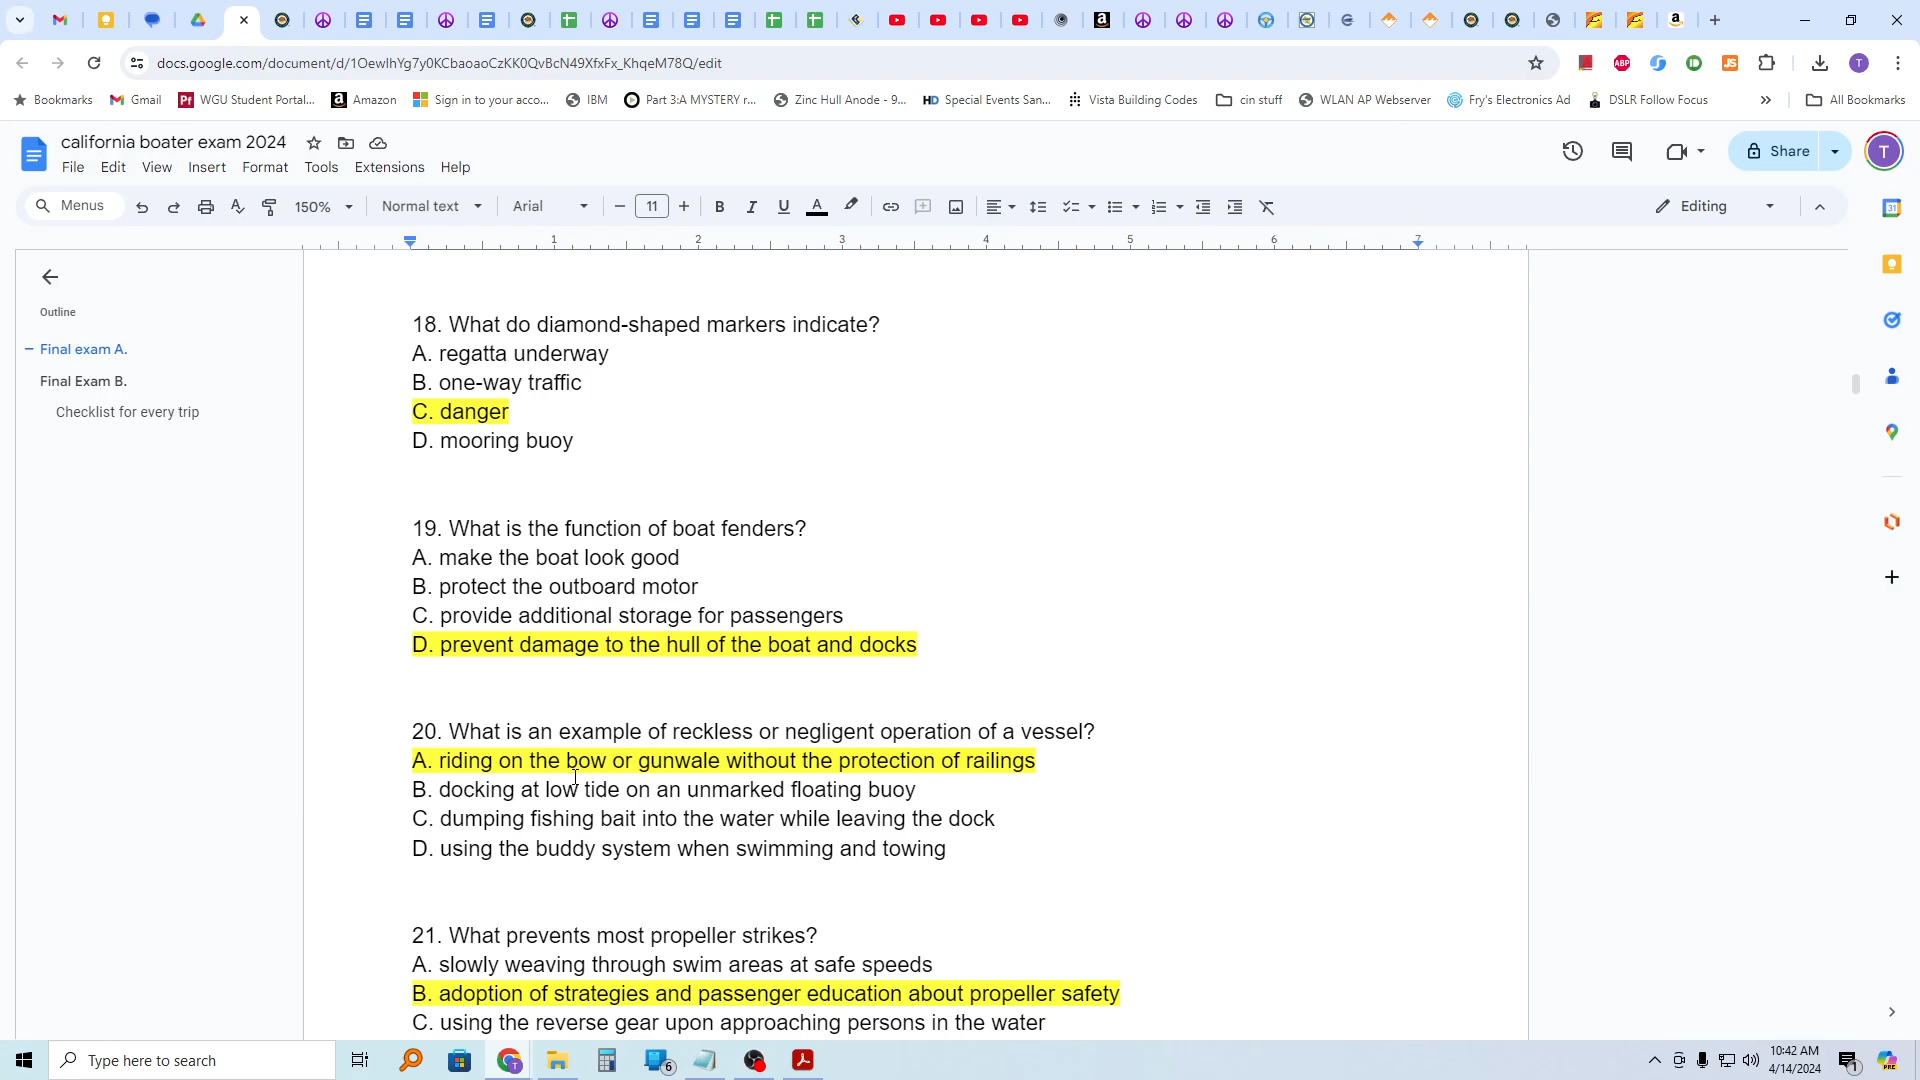 docs.google.com/document/d/1OewlhYg7y0KCbaoaoCzKK0QvBcN49XfxFx_KhqeM78Q/edit
Bookmarks Gmail WGU Student Portal... Amazon Sign in to your acco... IBM Part 3:A MYSTERY r... Zinc Hull Anode - 9... Special Events San... Vista Building Codes cin stuff WLAN AP Webserver Fry's Electronics Ad DSLR Follow Focus All Bookmarks
california boater exam 2024
File Edit View Insert Format Tools Extensions Help
Share
Menus 150% Normal text Arial 11 Editing
1 2 3 4 5 6 7
Outline
Final exam A.
Final Exam B.
Checklist for every trip
18. What do diamond-shaped markers indicate?
A. regatta underway
B. one-way traffic
C. danger
D. mooring buoy
19. What is the function of boat fenders?
A. make the boat look good
B. protect the outboard motor
C. provide additional storage for passengers
D. prevent damage to the hull of the boat and docks
20. What is an example of reckless or negligent operation of a vessel?
A. riding on the bow or gunwale without the protection of railings
B. docking at low tide on an unmarked floating buoy
C. dumping fishing bait into the water while leaving the dock
D. using the buddy system when swimming and towing
21. What prevents most propeller strikes?
A. slowly weaving through swim areas at safe speeds
B. adoption of strategies and passenger education about propeller safety
C. using the reverse gear upon approaching persons in the water
Type here to search
10:42 AM
4/14/2024